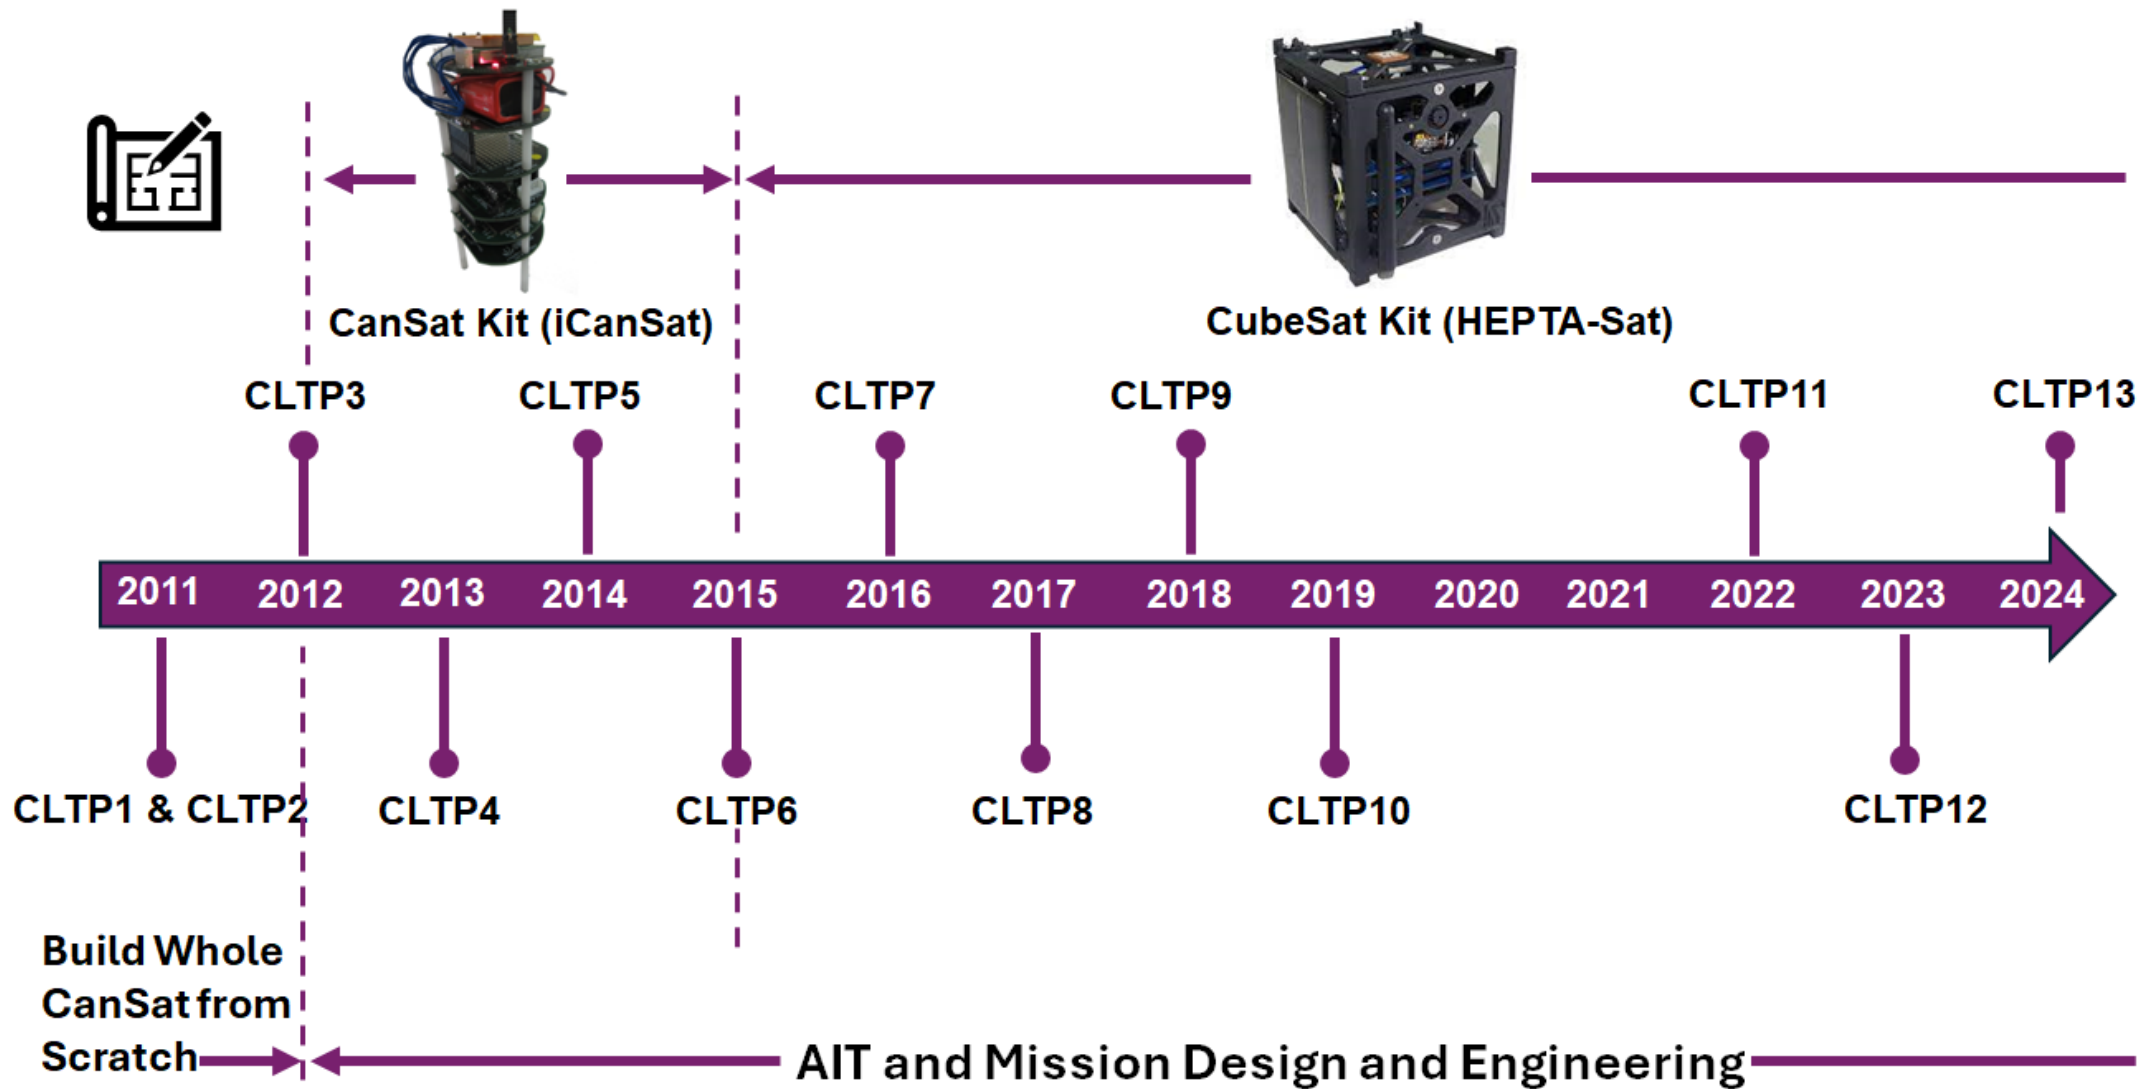 CanSat Kit (iCanSat)
CubeSat Kit (HEPTA-Sat)
CLTP3
CLTP5
CLTP7
CLTP9
CLTP11
CLTP13
2011
2012
2013
2014
2015
2016
2017
2018
2019
2020
2021
2022
2023
2024
CLTP1 & CLTP2
CLTP4
CLTP6
CLTP8
CLTP10
CLTP12
Build Whole
CanSat from
Scratch
AIT and Mission Design and Engineering